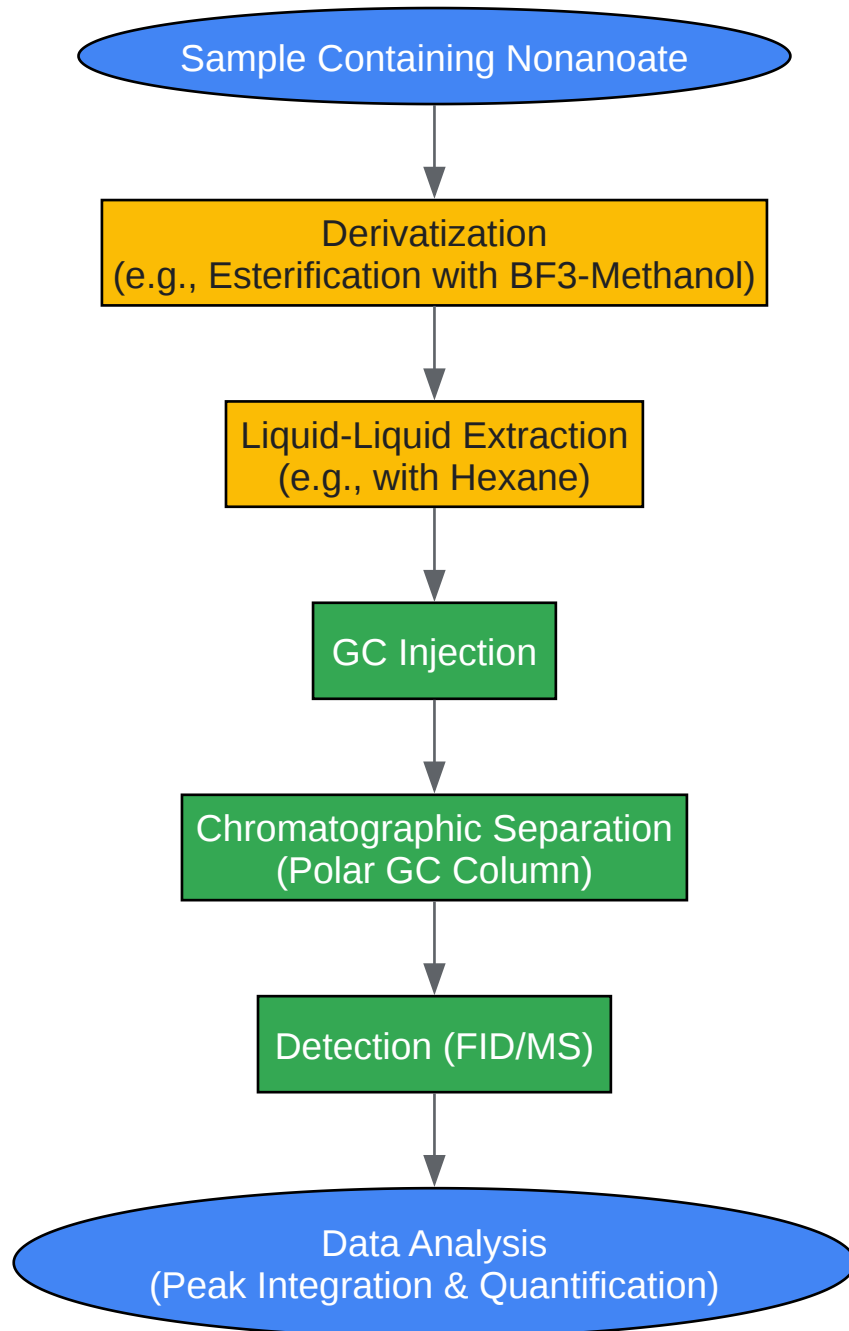 Sample Containing Nonanoate
Derivatization
(e.g., Esterification with BF3-Methanol)
Liquid-Liquid Extraction
(e.g., with Hexane)
GC Injection
Chromatographic Separation
(Polar GC Column)
Detection (FID/MS)
Data Analysis
(Peak Integration & Quantification)